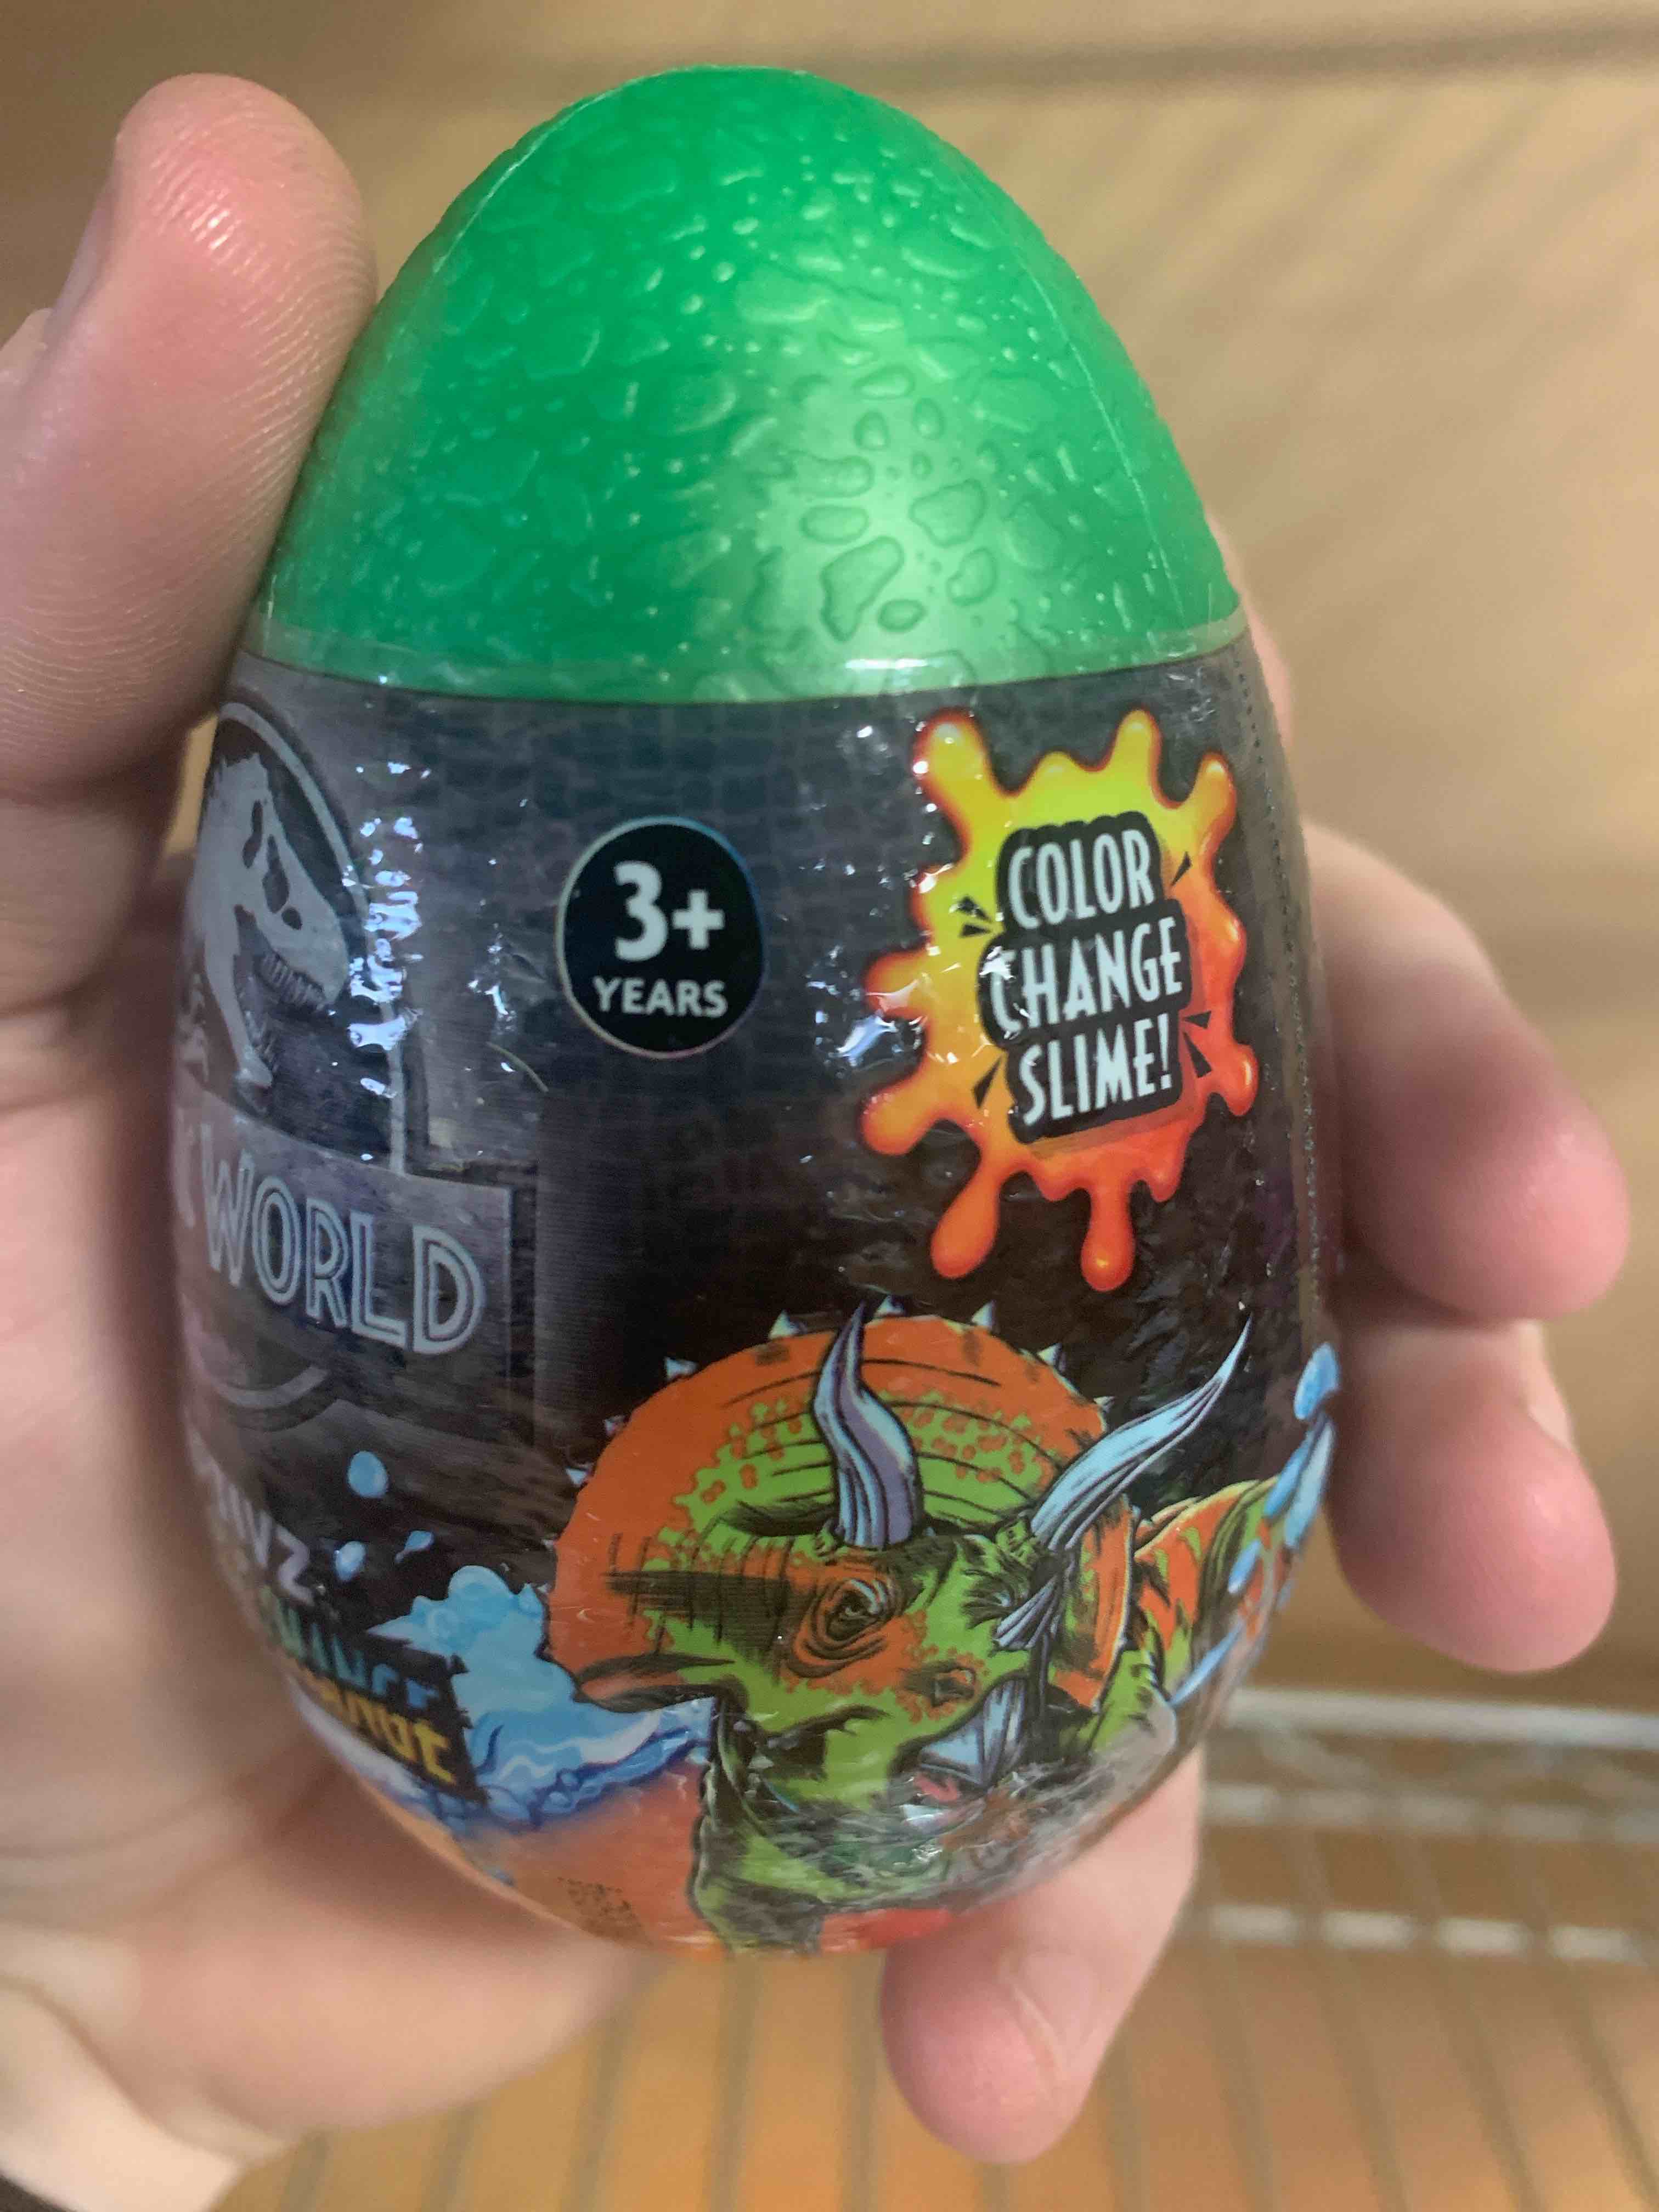 3+
YEARS
COLOR
CHANGE
SLIME!
WORLD